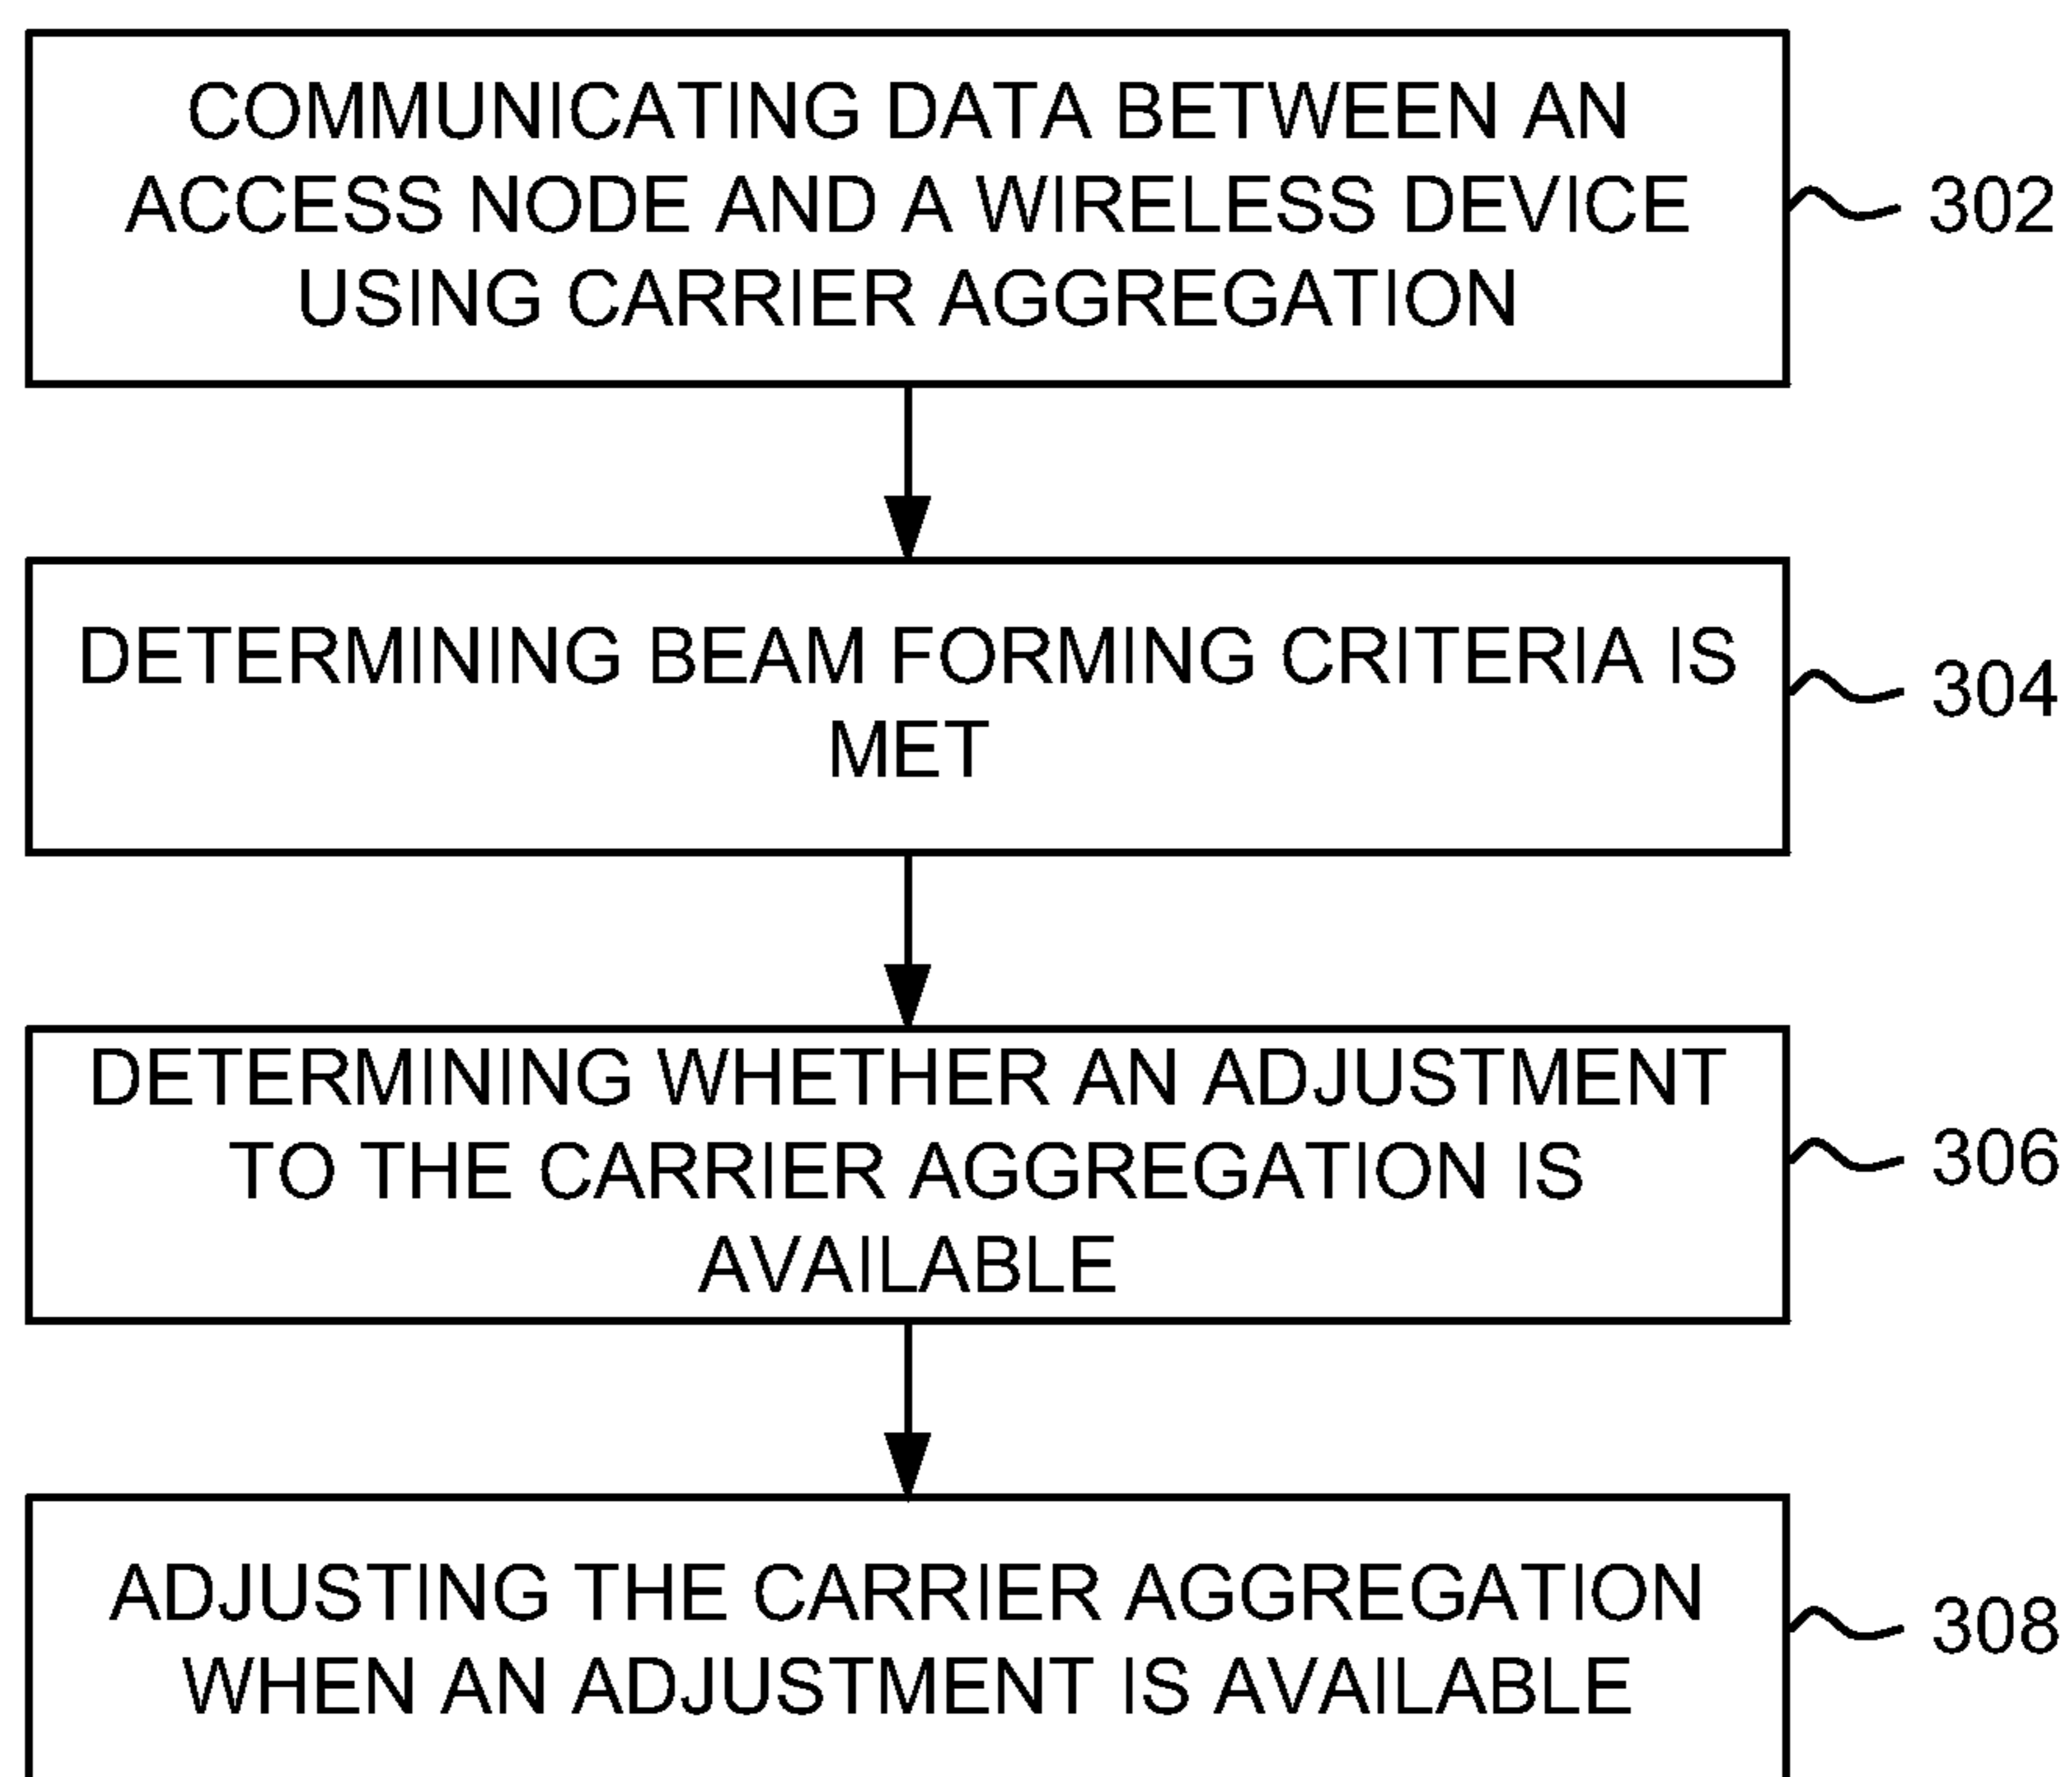 COMMUNICATING DATA BETWEEN AN
ACCESS NODE AND A WIRELESS DEVICE
USING CARRIER AGGREGATION
302
DETERMINING BEAM FORMING CRITERIA IS
MET
304
DETERMINING WHETHER AN ADJUSTMENT
TO THE CARRIER AGGREGATION IS
AVAILABLE
306
ADJUSTING THE CARRIER AGGREGATION
WHEN AN ADJUSTMENT IS AVAILABLE
308